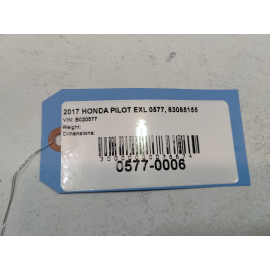 2017 HONDA PILOT EXL 0577, 63085155
VIN: B020577
Weight:
Dimensions:
0577-0006